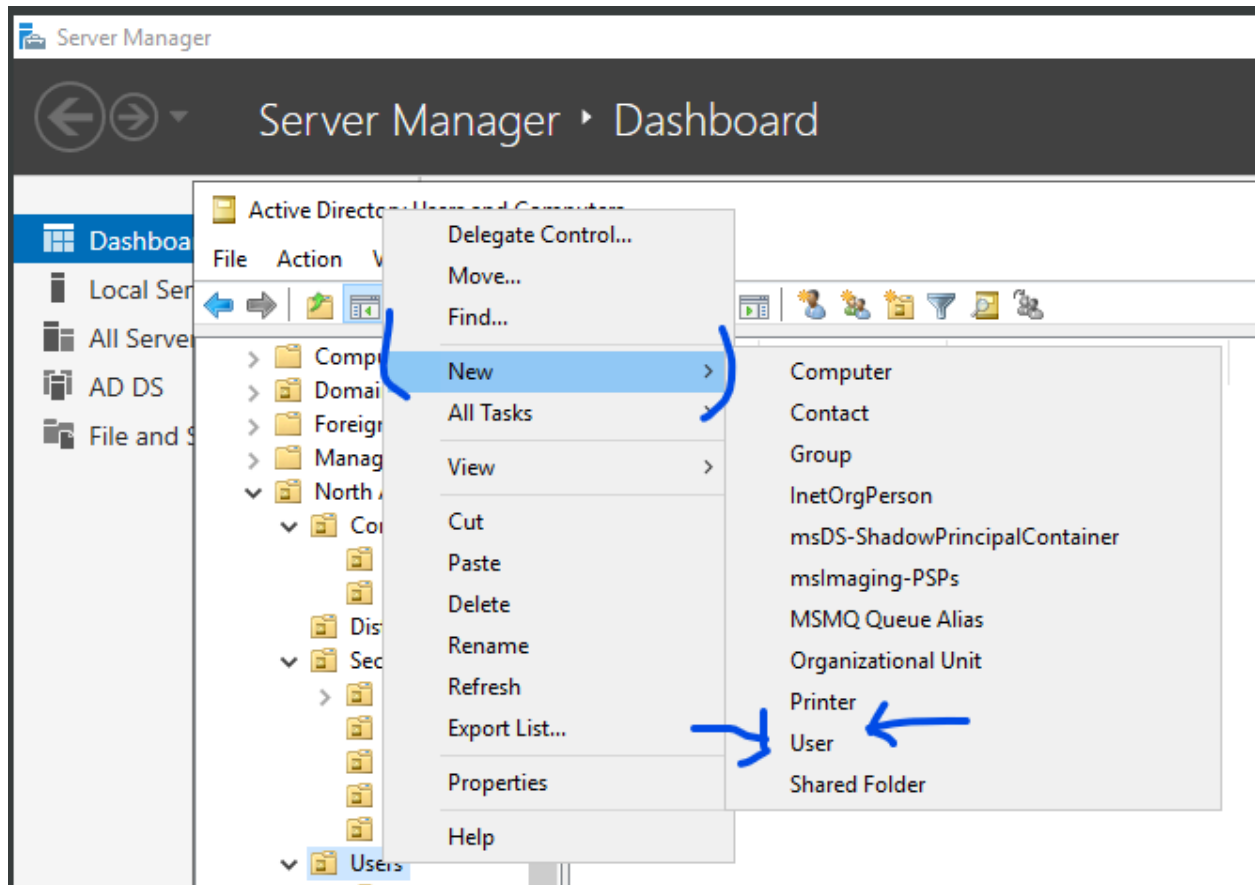 Server Manager
Server Manager ‣ Dashboard
Active Directory Users and Computers
File Action V
Dashboa
Local Ser
All Server
AD DS
File and S
Compu
Domai
Foreign
Manag
North A
Con
Dis
Sec
Users
Delegate Control...
Move...
Find...
New
All Tasks
View
Cut
Paste
Delete
Rename
Refresh
Export List...
Properties
Help
Computer
Contact
Group
InetOrgPerson
msDS-ShadowPrincipalContainer
msImaging-PSPs
MSMQ Queue Alias
Organizational Unit
Printer
User
Shared Folder